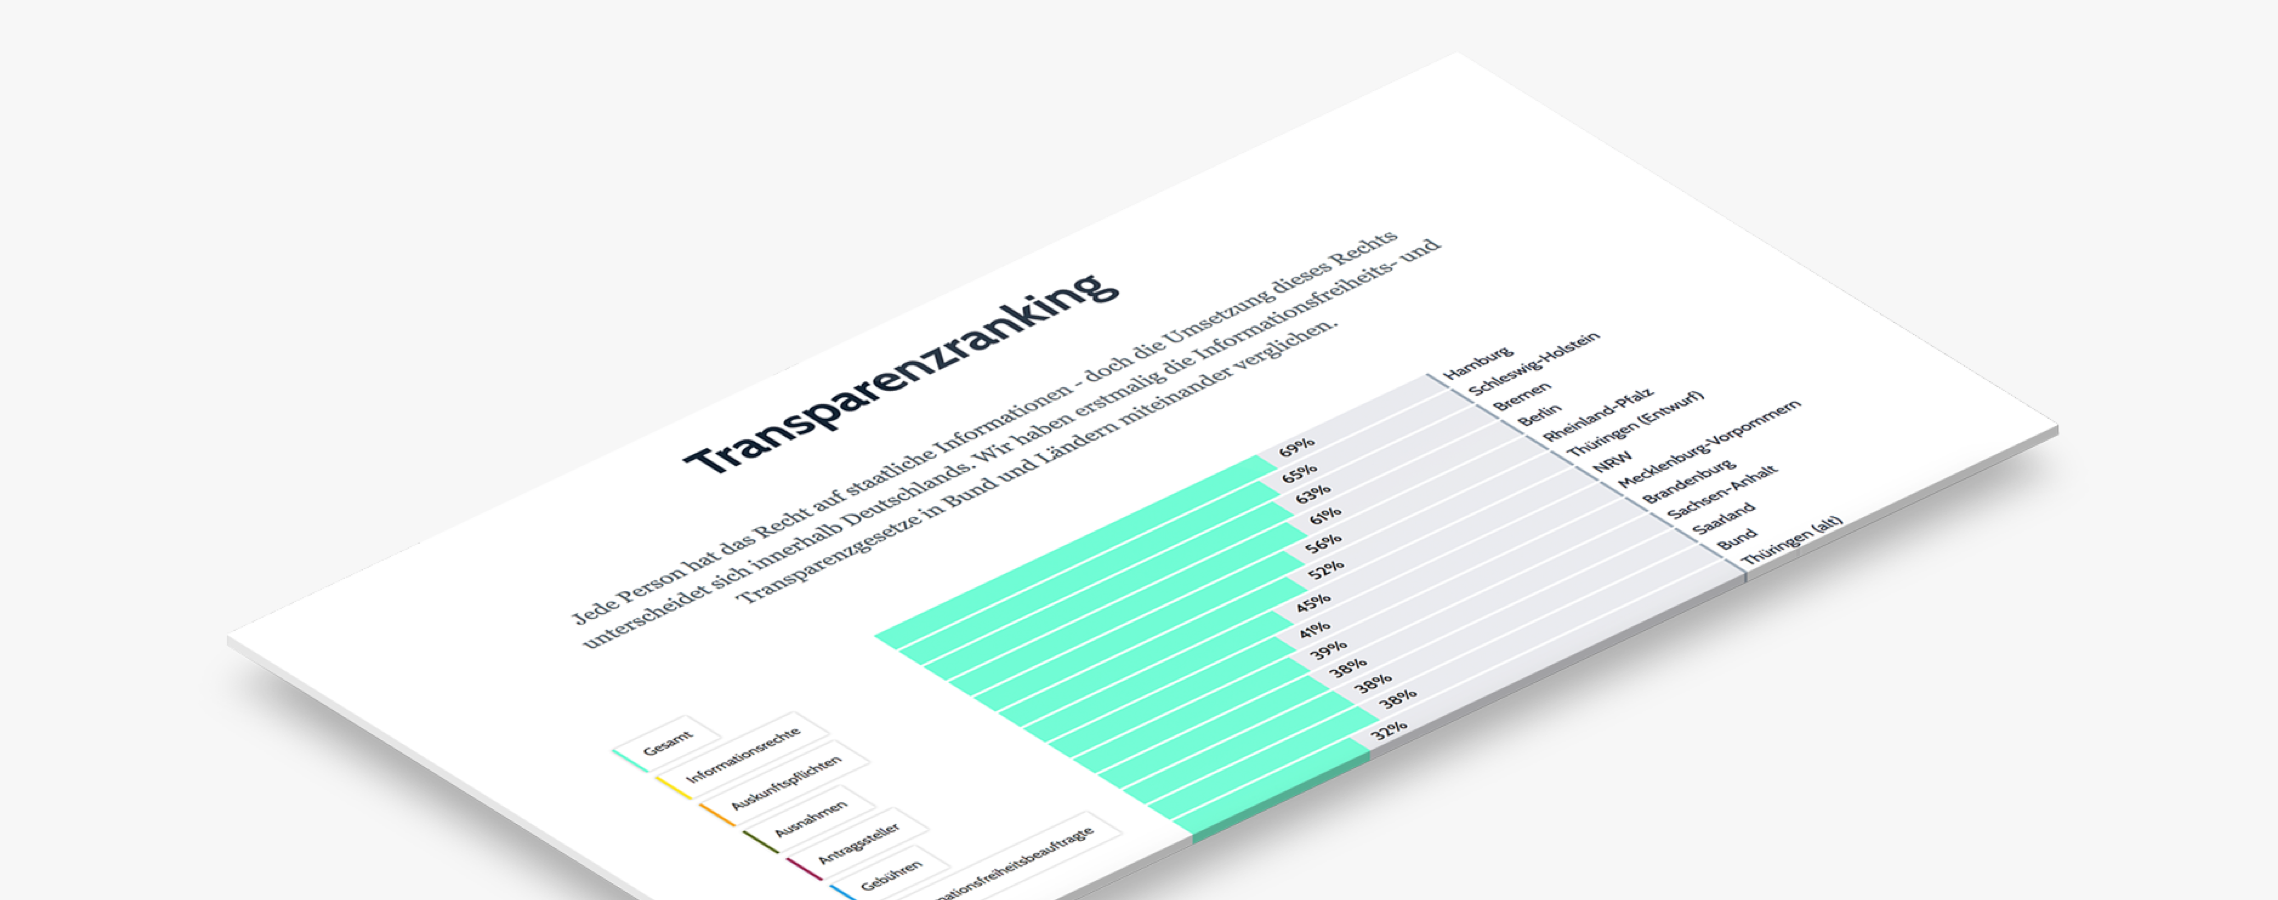 Transparenzranking
Jede Person hat das Recht auf staatliche Informationen - doch die Umsetzung dieses Rechts
unterscheidet sich innerhalb Deutschlands. Wir haben erstmalig die Informationsfreiheits- und
Transparenzgesetze in Bund und Ländern miteinander verglichen.
Gesamt
Informationsrechte
Auskunftspflichten
Ausnahmen
Antragssteller
Gebühren
mationsfreiheitsbeauftragte
69% Hamburg
65% Schleswig-Holstein
63% Bremen
61% Berlin
56% Rheinland-Pfalz
52% Thüringen (Entwurf)
45% NRW
41% Mecklenburg-Vorpommern
39% Brandenburg
38% Sachsen-Anhalt
38% Saarland
38% Bund
32% Thüringen (alt)